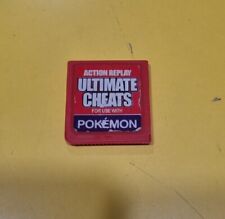 ACTION REPLAY
ULTIMATE
CHEATS
FOR USE WITH
POKÉMON